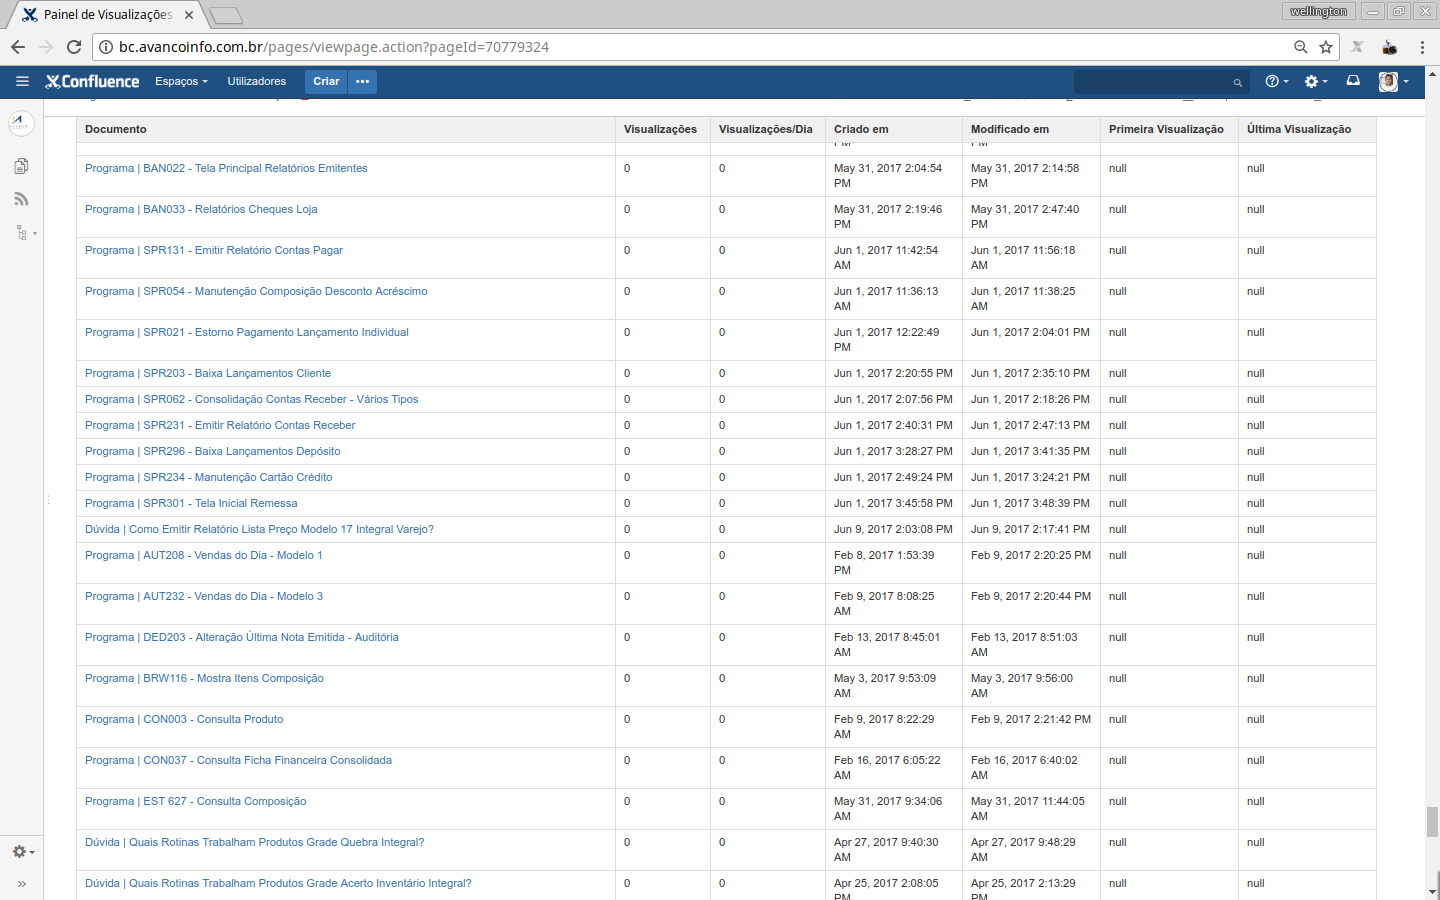 Painel de Visualizações
wellington
bc.avancoinfo.com.br/pages/viewpage.action?pageId=70779324
Confluence Espaços Utilizadores Criar •••
Documento Visualizações Visualizações/Dia Criado em Modificado em Primeira Visualização Última Visualização
PM PM
Programa | BAN022 - Tela Principal Relatórios Emitentes 0 0 May 31, 2017 2:04:54 May 31, 2017 2:14:58 null null
PM PM
Programa | BAN033 - Relatórios Cheques Loja 0 0 May 31, 2017 2:19:46 May 31, 2017 2:47:40 null null
PM PM
Programa | SPR131 - Emitir Relatório Contas Pagar 0 0 Jun 1, 2017 11:42:54 Jun 1, 2017 11:56:18 null null
AM AM
Programa | SPR054 - Manutenção Composição Desconto Acréscimo 0 0 Jun 1, 2017 11:36:13 Jun 1, 2017 11:38:25 null null
AM AM
Programa | SPR021 - Estorno Pagamento Lançamento Individual 0 0 Jun 1, 2017 12:22:49 Jun 1, 2017 2:04:01 PM null null
PM
Programa | SPR203 - Baixa Lançamentos Cliente 0 0 Jun 1, 2017 2:20:55 PM Jun 1, 2017 2:35:10 PM null null
Programa | SPR062 - Consolidação Contas Receber - Vários Tipos 0 0 Jun 1, 2017 2:07:56 PM Jun 1, 2017 2:18:26 PM null null
Programa | SPR231 - Emitir Relatório Contas Receber 0 0 Jun 1, 2017 2:40:31 PM Jun 1, 2017 2:47:13 PM null null
Programa | SPR296 - Baixa Lançamentos Depósito 0 0 Jun 1, 2017 3:28:27 PM Jun 1, 2017 3:41:35 PM null null
Programa | SPR234 - Manutenção Cartão Crédito 0 0 Jun 1, 2017 2:49:24 PM Jun 1, 2017 3:24:21 PM null null
Programa | SPR301 - Tela Inicial Remessa 0 0 Jun 1, 2017 3:45:58 PM Jun 1, 2017 3:48:39 PM null null
Dúvida | Como Emitir Relatório Lista Preço Modelo 17 Integral Varejo? 0 0 Jun 9, 2017 2:03:08 PM Jun 9, 2017 2:17:41 PM null null
Programa | AUT208 - Vendas do Dia - Modelo 1 0 0 Feb 8, 2017 1:53:39 Feb 9, 2017 2:20:25 PM null null
PM
Programa | AUT232 - Vendas do Dia - Modelo 3 0 0 Feb 9, 2017 8:08:25 Feb 9, 2017 2:20:44 PM null null
AM
Programa | DED203 - Alteração Última Nota Emitida - Auditória 0 0 Feb 13, 2017 8:45:01 Feb 13, 2017 8:51:03 null null
AM AM
Programa | BRW116 - Mostra Itens Composição 0 0 May 3, 2017 9:53:09 May 3, 2017 9:56:00 null null
AM AM
Programa | CON003 - Consulta Produto 0 0 Feb 9, 2017 8:22:29 Feb 9, 2017 2:21:42 PM null null
AM
Programa | CON037 - Consulta Ficha Financeira Consolidada 0 0 Feb 16, 2017 6:05:22 Feb 16, 2017 6:40:02 null null
AM AM
Programa | EST 627 - Consulta Composição 0 0 May 31, 2017 9:34:06 May 31, 2017 11:44:05 null null
AM AM
Dúvida | Quais Rotinas Trabalham Produtos Grade Quebra Integral? 0 0 Apr 27, 2017 9:40:30 Apr 27, 2017 9:48:29 null null
AM AM
Dúvida | Quais Rotinas Trabalham Produtos Grade Acerto Inventário Integral? 0 0 Apr 25, 2017 2:08:05 Apr 25, 2017 2:13:29 null null
PM PM